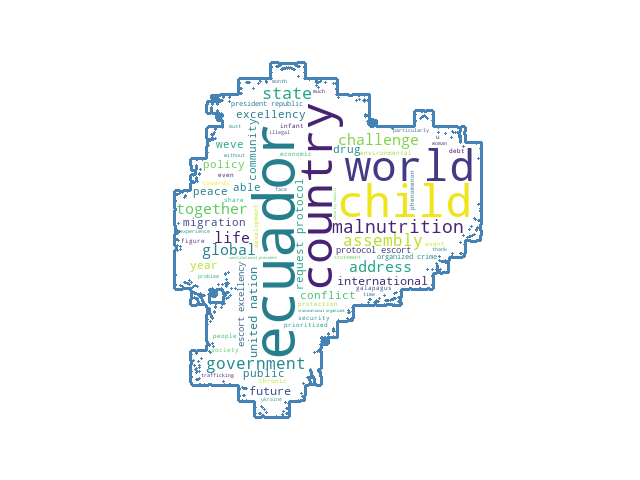 month
much
state
president republic
excellency
must
infant
particularly
illegal
u
challenge
woman
weve
community
without
economic
drug
debt
environmental
policy
even
world
towards
peace
able
face
child
phenomenon
share
together
ecuador
country
request protocol
experience
migration
life
malnutrition
figure
development
assembly
event
global
protocol escort
thank
organized crime
constitutional president
statement
year
address
problem
international
escort excellency
united nation
galapagus
conflict
time
protection
transnational organized
security
prioritized
people
society
government
trafficking
public
chronic
future
ukraine